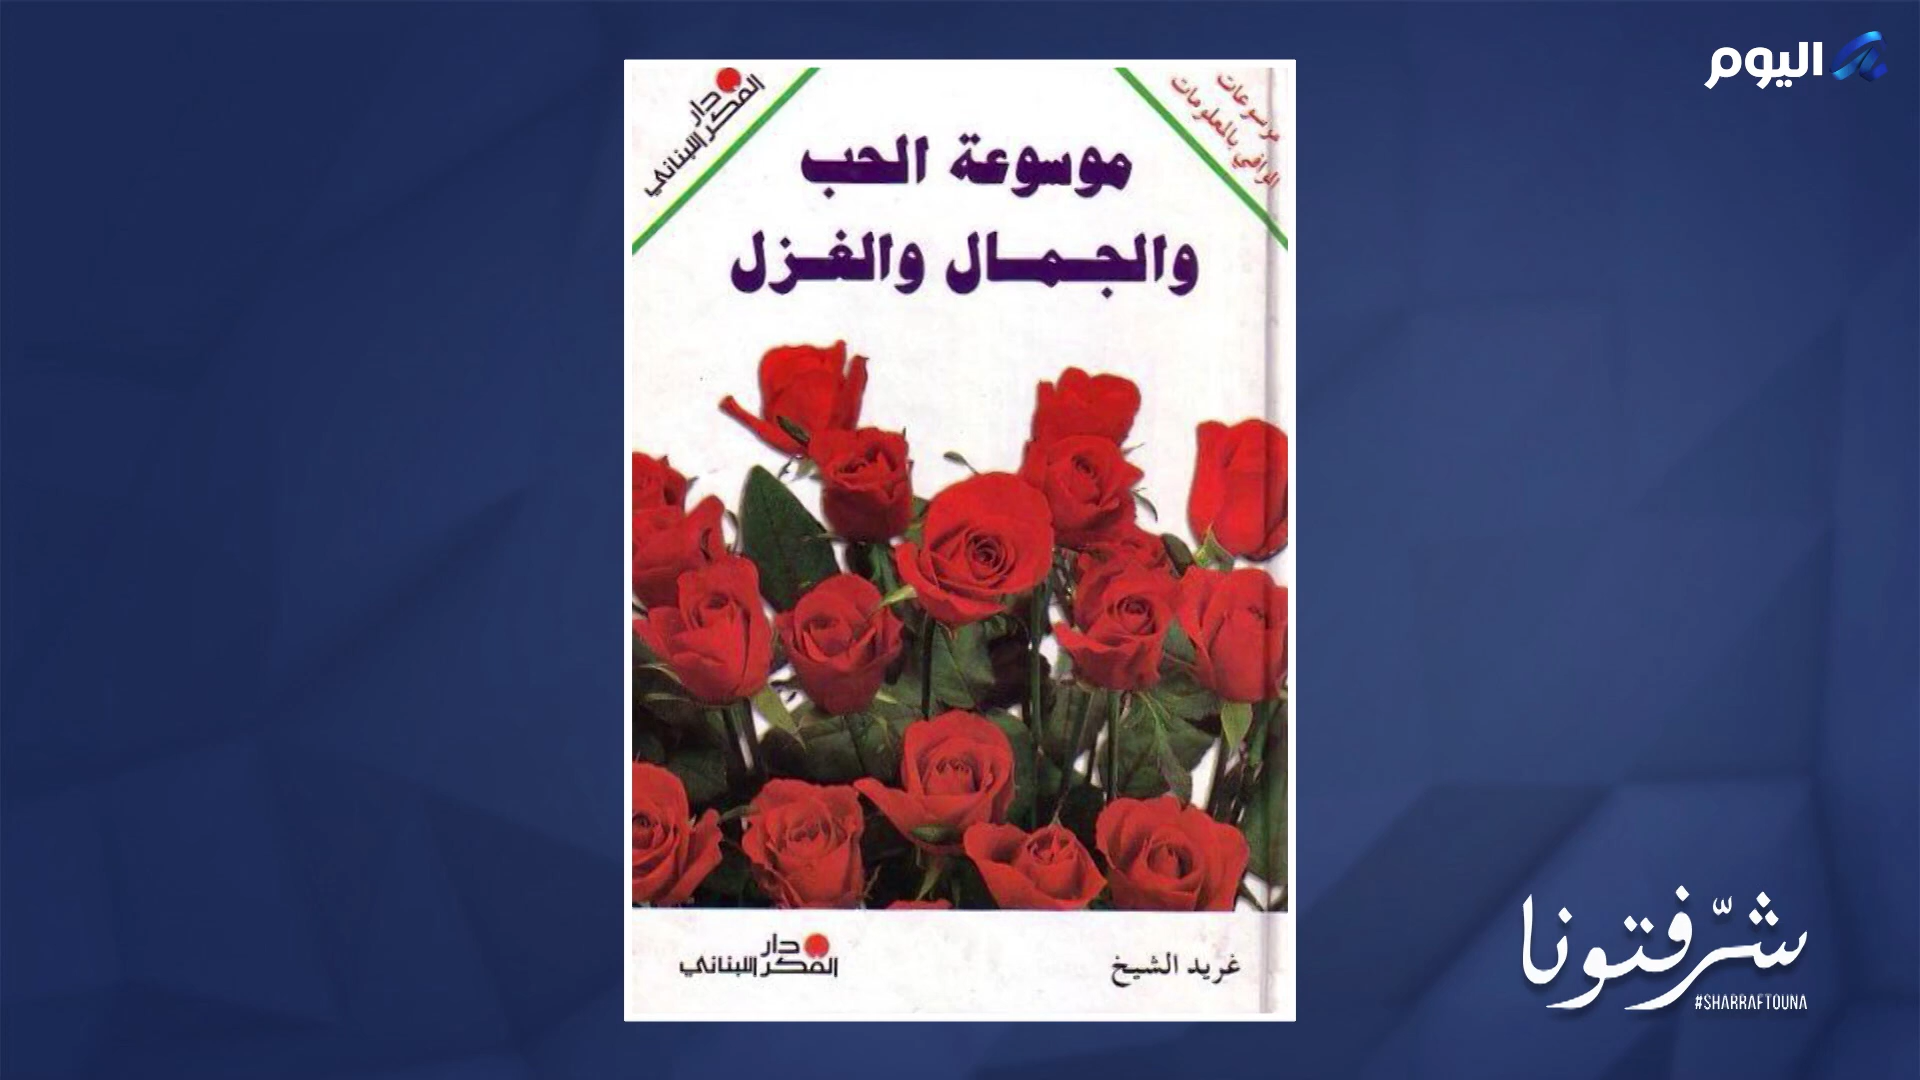 اليوم
موسوعات
الوافي بالمعلومات
دار
الفكر اللبناني
موسوعة الحب
والجمال والغزل
غريد الشيخ
دار
الفكر اللبناني
شرّفتونا
#SHARRAFTOUNA